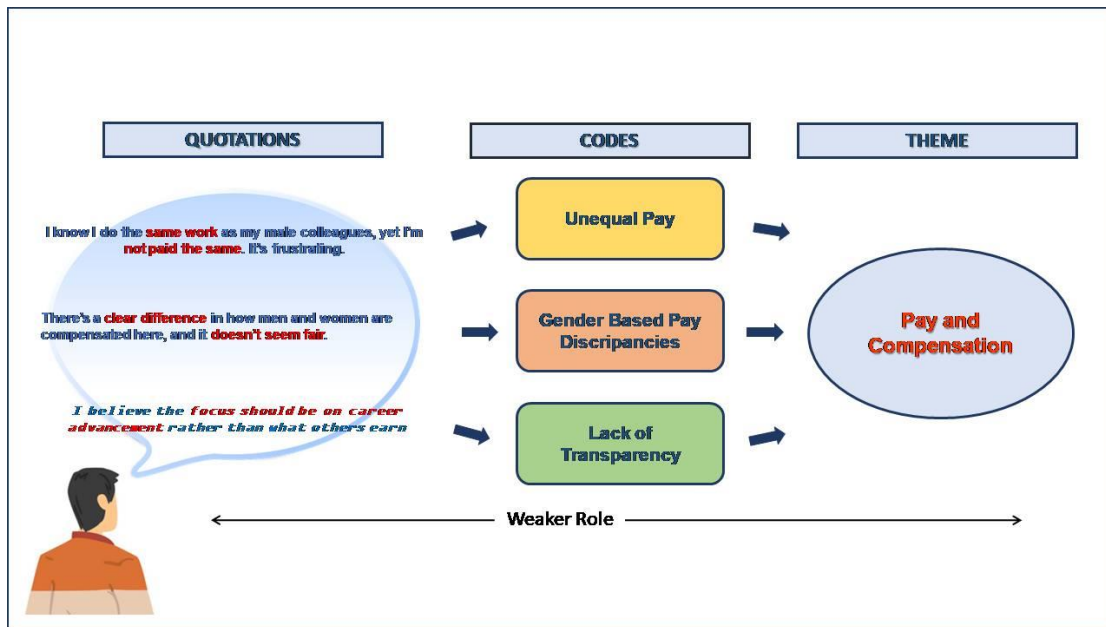 QUOTATIONS
CODES
THEME
I know I do the same work as my male colleagues, yet I'm
not paid the same. It's frustrating.
Unequal Pay
There's a clear difference in how men and women are
compensated here, and it doesn't seem fair.
Gender Based Pay
Discripancies
Pay and
Compensation
I believe the focus should be on career
advancement rather than what others earn
Lack of
Transparency
Weaker Role